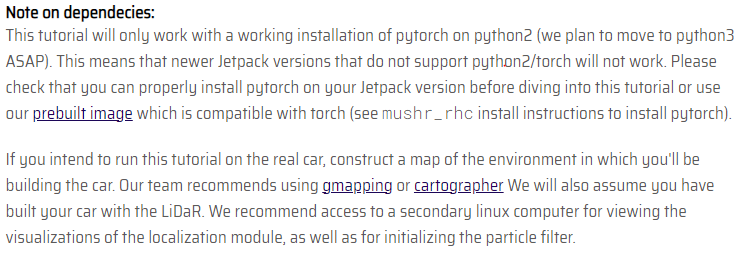 Note on dependecies:
This tutorial will only work with a working installation of pytorch on python2 (we plan to move to python3
ASAP). This means that newer Jetpack versions that do not support python2/torch will not work. Please
check that you can properly install pytorch on your Jetpack version before diving into this tutorial or use
our prebuilt image which is compatible with torch (see mushr_rhc install instructions to install pytorch).
If you intend to run this tutorial on the real car, construct a map of the environment in which you'll be
building the car. Our team recommends using gmapping or cartographer We will also assume you have
built your car with the LiDaR. We recommend access to a secondary linux computer for viewing the
visualizations of the localization module, as well as for initializing the particle filter.